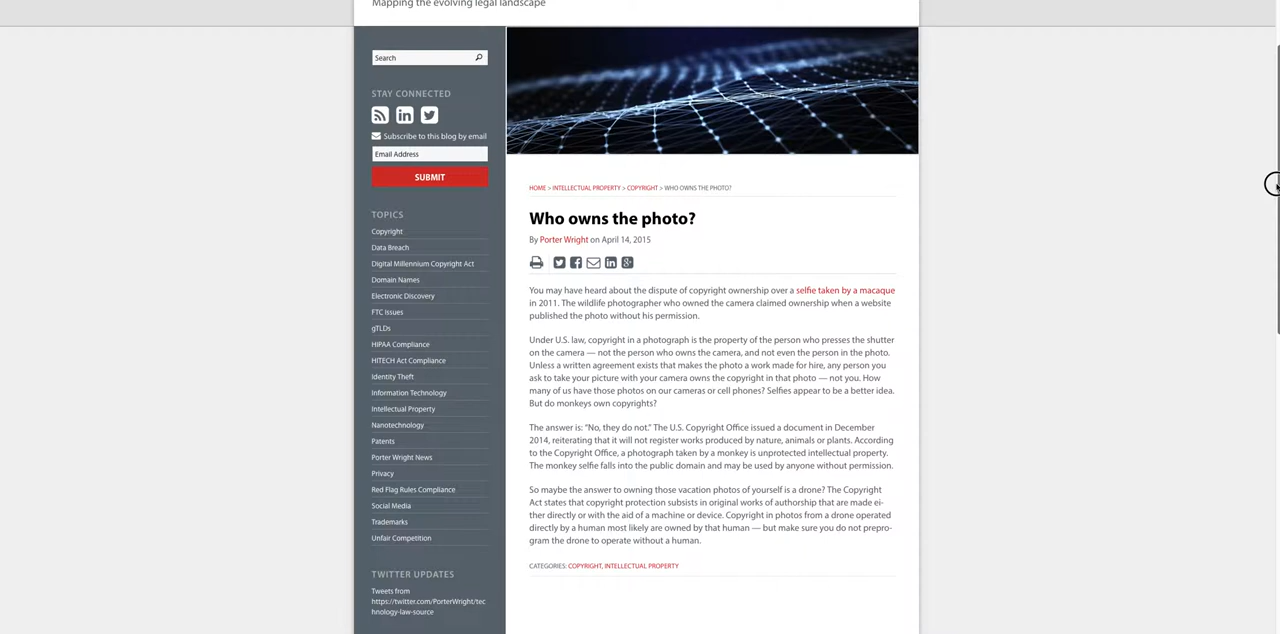 Mapping the evolving legal landscape
Search
STAY CONNECTED
Subscribe to this blog by email
Email Address
SUBMIT
TOPICS
Copyright
Data Breach
Digital Millennium Copyright Act
Domain Names
Electronic Discovery
FTC issues
gTLDs
HIPAA Compliance
HITECH Act Compliance
Identity Theft
Information Technology
Intellectual Property
Nanotechnology
Patents
Porter Wright News
Privacy
Red Flag Rules Compliance
Social Media
Trademarks
Unfair Competition
TWITTER UPDATES
Tweets from
https://twitter.com/PorterWright/tec
hnology-law-source
HOME > INTELLECTUAL PROPERTY > COPYRIGHT > WHO OWNS THE PHOTO?
Who owns the photo?
By Porter Wright on April 14, 2015
You may have heard about the dispute of copyright ownership over a selfie taken by a macaque
in 2011. The wildlife photographer who owned the camera claimed ownership when a website
published the photo without his permission.
Under U.S. law, copyright in a photograph is the property of the person who presses the shutter
on the camera — not the person who owns the camera, and not even the person in the photo.
Unless a written agreement exists that makes the photo a work made for hire, any person you
ask to take your picture with your camera owns the copyright in that photo — not you. How
many of us have those photos on our cameras or cell phones? Selfies appear to be a better idea.
But do monkeys own copyrights?
The answer is: “No, they do not.” The U.S. Copyright Office issued a document in December
2014, reiterating that it will not register works produced by nature, animals or plants. According
to the Copyright Office, a photograph taken by a monkey is unprotected intellectual property.
The monkey selfie falls into the public domain and may be used by anyone without permission.
So maybe the answer to owning those vacation photos of yourself is a drone? The Copyright
Act states that copyright protection subsists in original works of authorship that are made ei-
ther directly or with the aid of a machine or device. Copyright in photos from a drone operated
directly by a human most likely are owned by that human — but make sure you do not prepro-
gram the drone to operate without a human.
CATEGORIES: COPYRIGHT, INTELLECTUAL PROPERTY